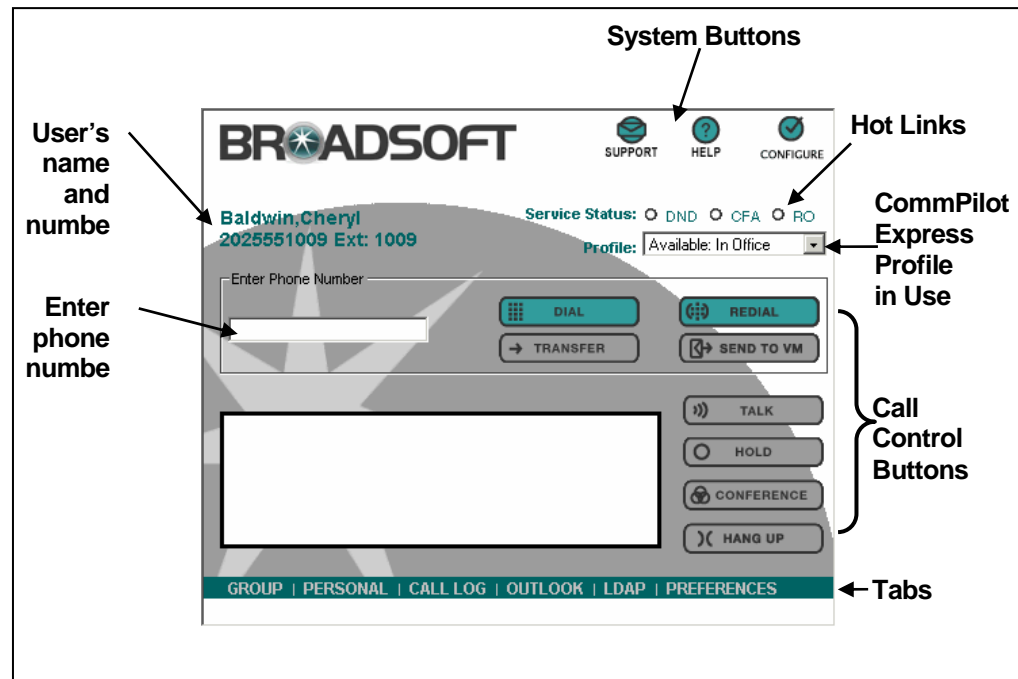 System Buttons
User's
name
and
numbe
Enter
phone
numbe
BROADSOFT
SUPPORT
HELP
CONFIGURE
Hot Links
Baldwin,Cheryl
2025551009 Ext: 1009
Service Status: DND CFA RO
Profile: Available: In Office
CommPilot
Express
Profile
in Use
Enter Phone Number
DIAL
REDIAL
TRANSFER
SEND TO VM
TALK
HOLD
CONFERENCE
HANG UP
Call
Control
Buttons
GROUP | PERSONAL | CALL LOG | OUTLOOK | LDAP | PREFERENCES
Tabs